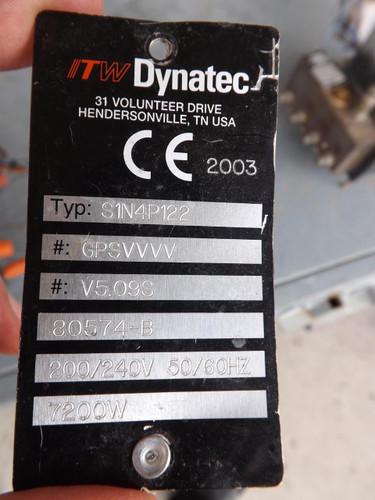 ITW Dynatec
31 VOLUNTEER DRIVE
HENDERSONVILLE, TN USA
CE 2003
Typ: S1N4P122
#: GPSVVVV
#: V5.09S
80574-B
200/240V 50/60HZ
7200W